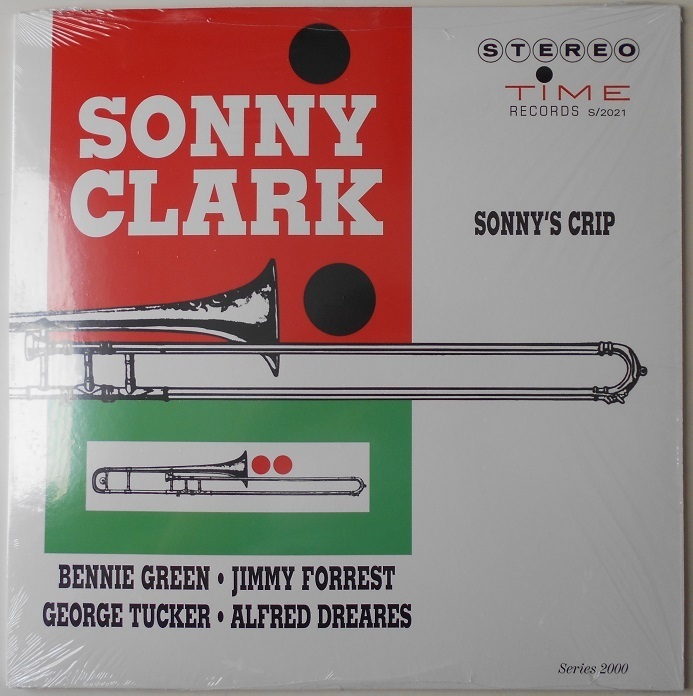 STEREO
TIME
RECORDS S/2021
SONNY
CLARK
SONNY'S CRIP
BENNIE GREEN • JIMMY FORREST
GEORGE TUCKER • ALFRED DREARES
Series 2000